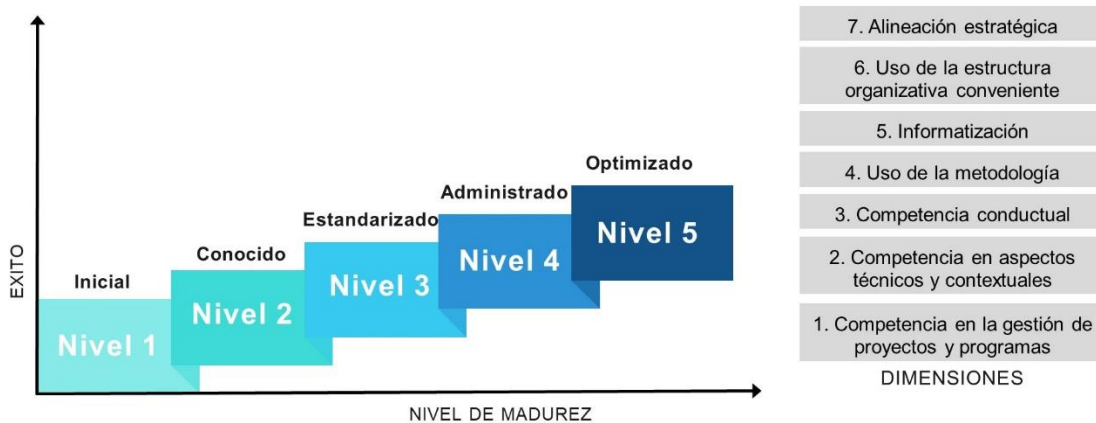 EXITO
Inicial
Nivel 1
Conocido
Nivel 2
Estandarizado
Nivel 3
Administrado
Nivel 4
Optimizado
Nivel 5
NIVEL DE MADUREZ
7. Alineación estratégica
6. Uso de la estructura
organizativa conveniente
5. Informatización
4. Uso de la metodología
3. Competencia conductual
2. Competencia en aspectos
técnicos y contextuales
1. Competencia en la gestión de
proyectos y programas
DIMENSIONES